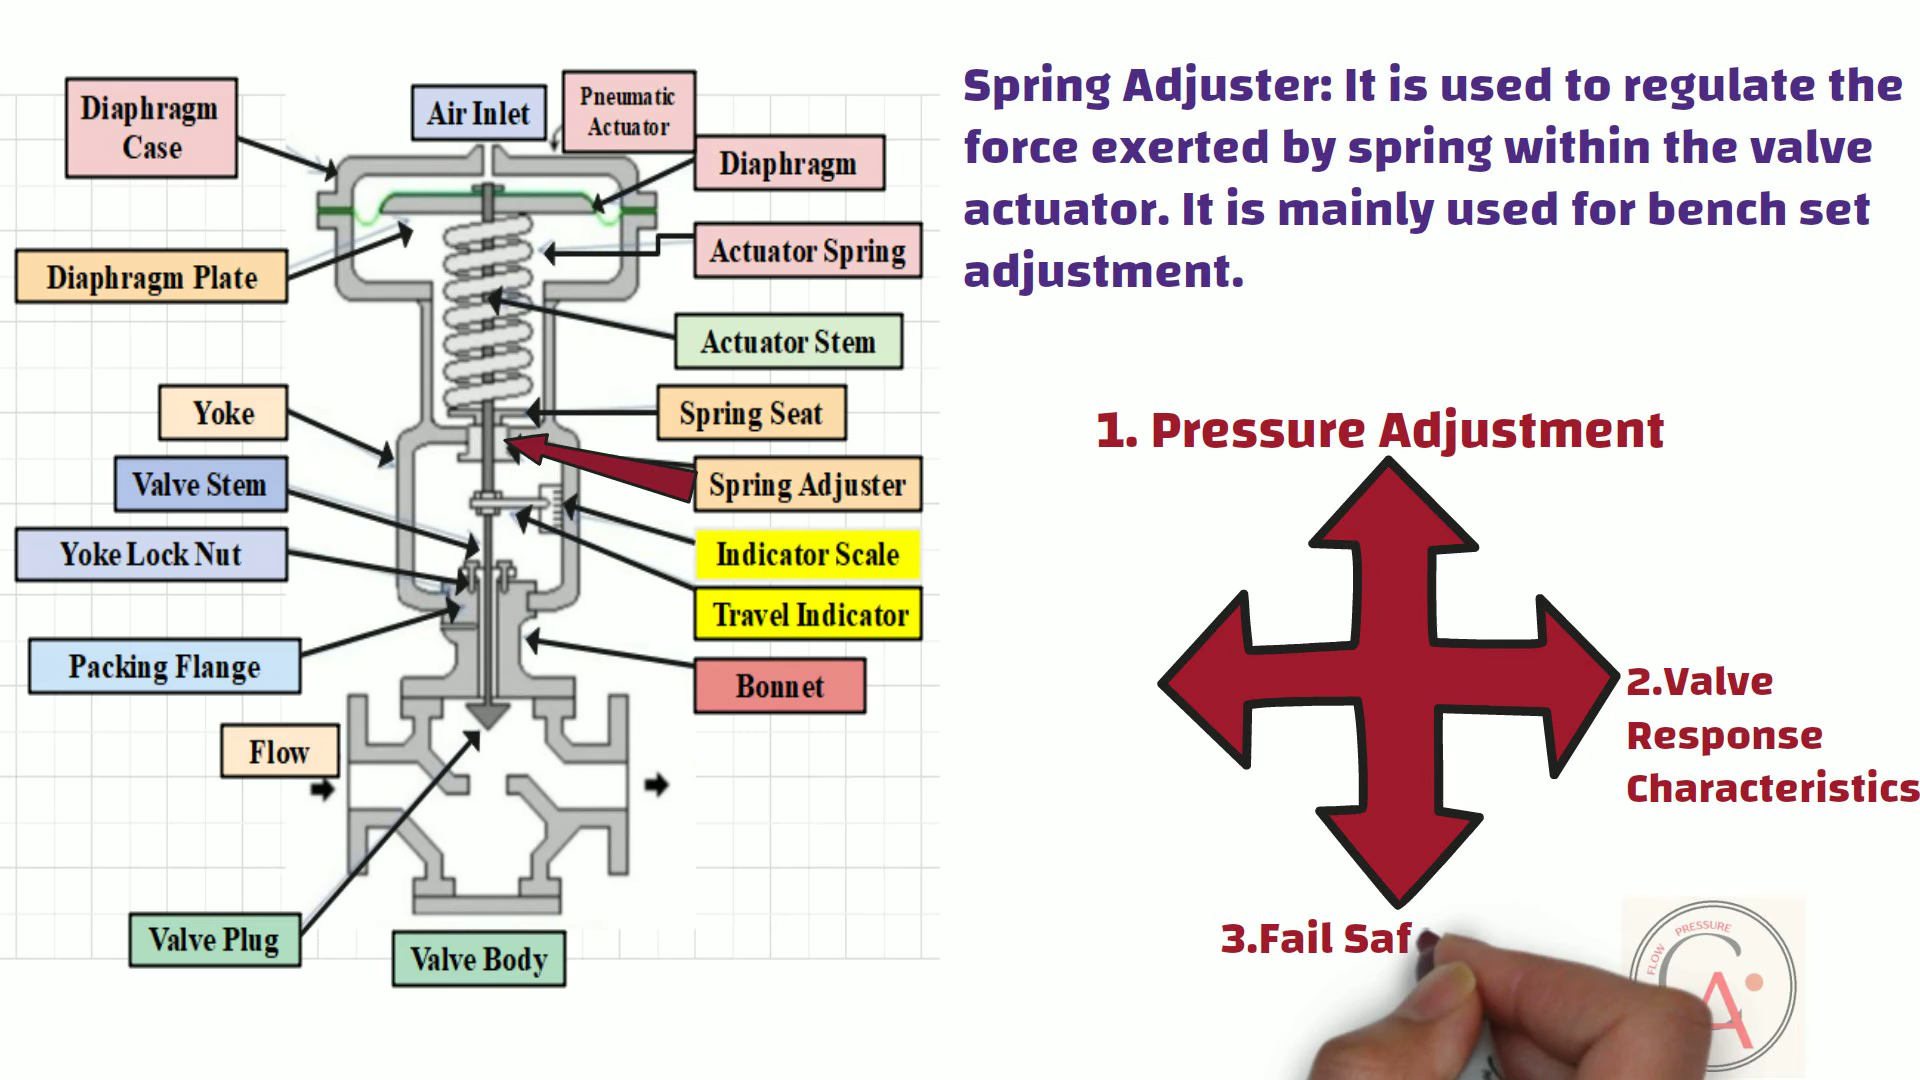 Diaphragm
Case
Air Inlet
Pneumatic
Actuator
Diaphragm
Diaphragm Plate
Actuator Spring
Actuator Stem
Yoke
Spring Seat
Valve Stem
Spring Adjuster
Yoke Lock Nut
Indicator Scale
Travel Indicator
Packing Flange
Bonnet
Flow
Valve Plug
Valve Body
Spring Adjuster: It is used to regulate the
force exerted by spring within the valve
actuator. It is mainly used for bench set
adjustment.
1. Pressure Adjustment
2.Valve
Response
Characteristics
3.Fail Saf
FLOW PRESSURE
CA